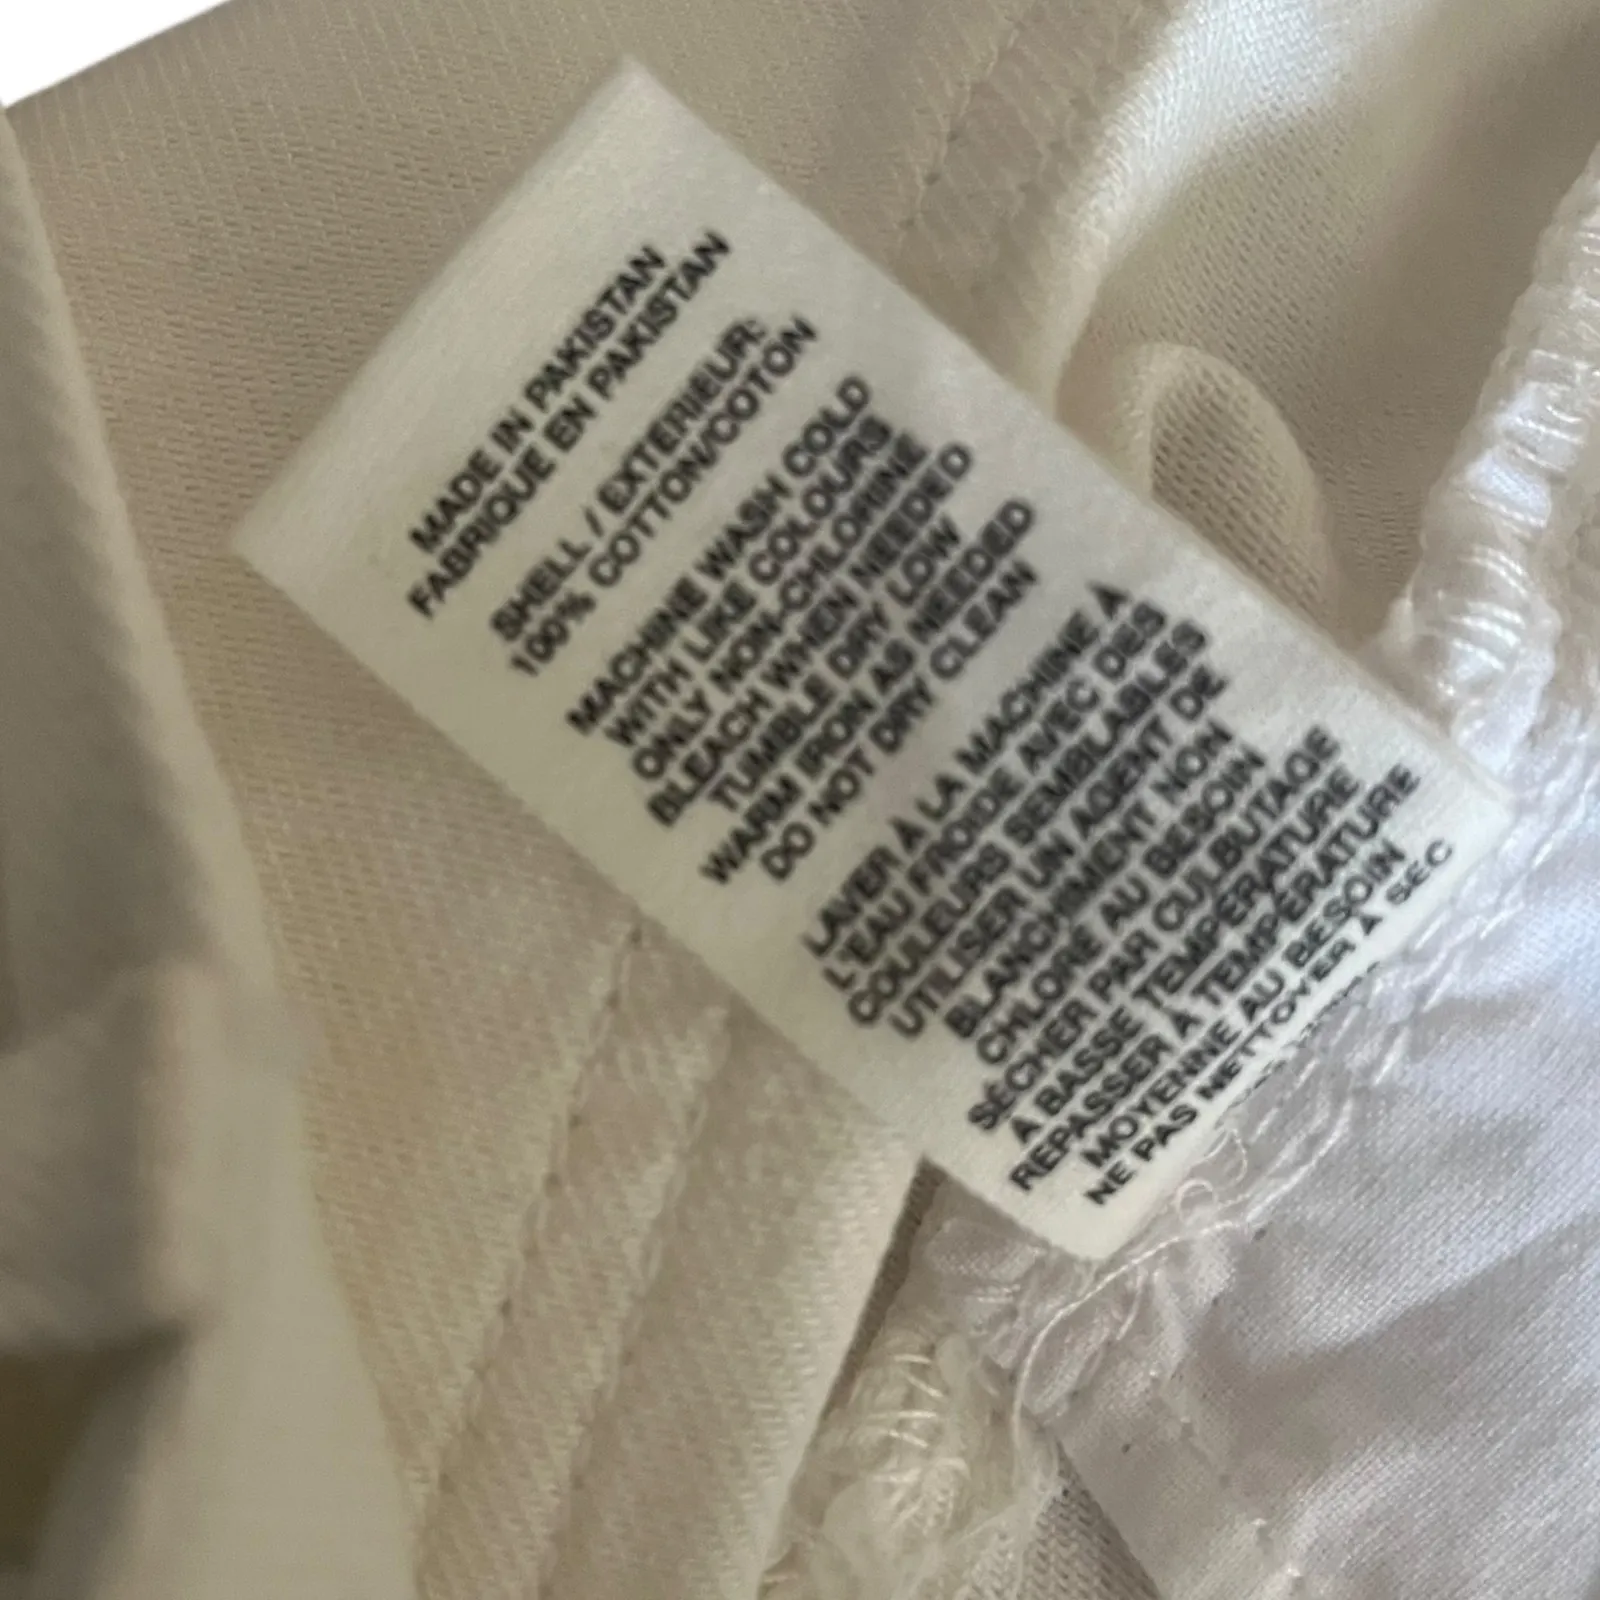 MADE IN PAKISTAN
FABRIQUE EN PAKISTAN
SHELL / EXTERIEUR:
100% COTTON/COTON
MACHINE WASH COLD
WITH LIKE COLOURS
ONLY NON-CHLORINE
BLEACH WHEN NEEDED
TUMBLE DRY LOW
WARM IRON AS NEEDED
DO NOT DRY CLEAN
LAVER À LA MACHINE À
L'EAU FROIDE AVEC DES
COULEURS SEMBLABLES
UTILISER UN AGENT DE
BLANCHIMENT NON
CHLORE AU BESOIN
SÉCHER PAR CULBUTAGE
À BASSE TEMPÉRATURE
REPASSER À TEMPÉRATURE
MOYENNE AU BESOIN
NE PAS NETTOYER À SEC